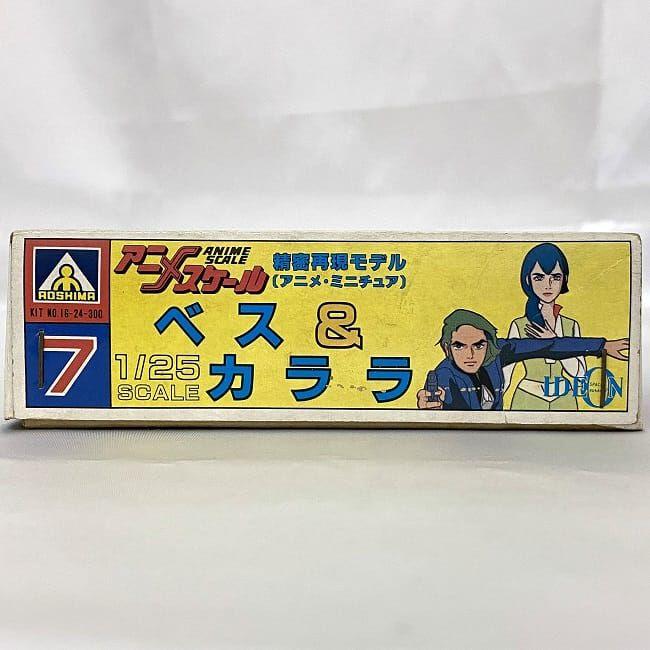 AOSHIMA
KIT NO.16-24-300
7
アニメスケール
ANIME
SCALE
精密再現モデル
(アニメ・ミニチュア)
ベス&
カララ
1/25
SCALE
IDEON